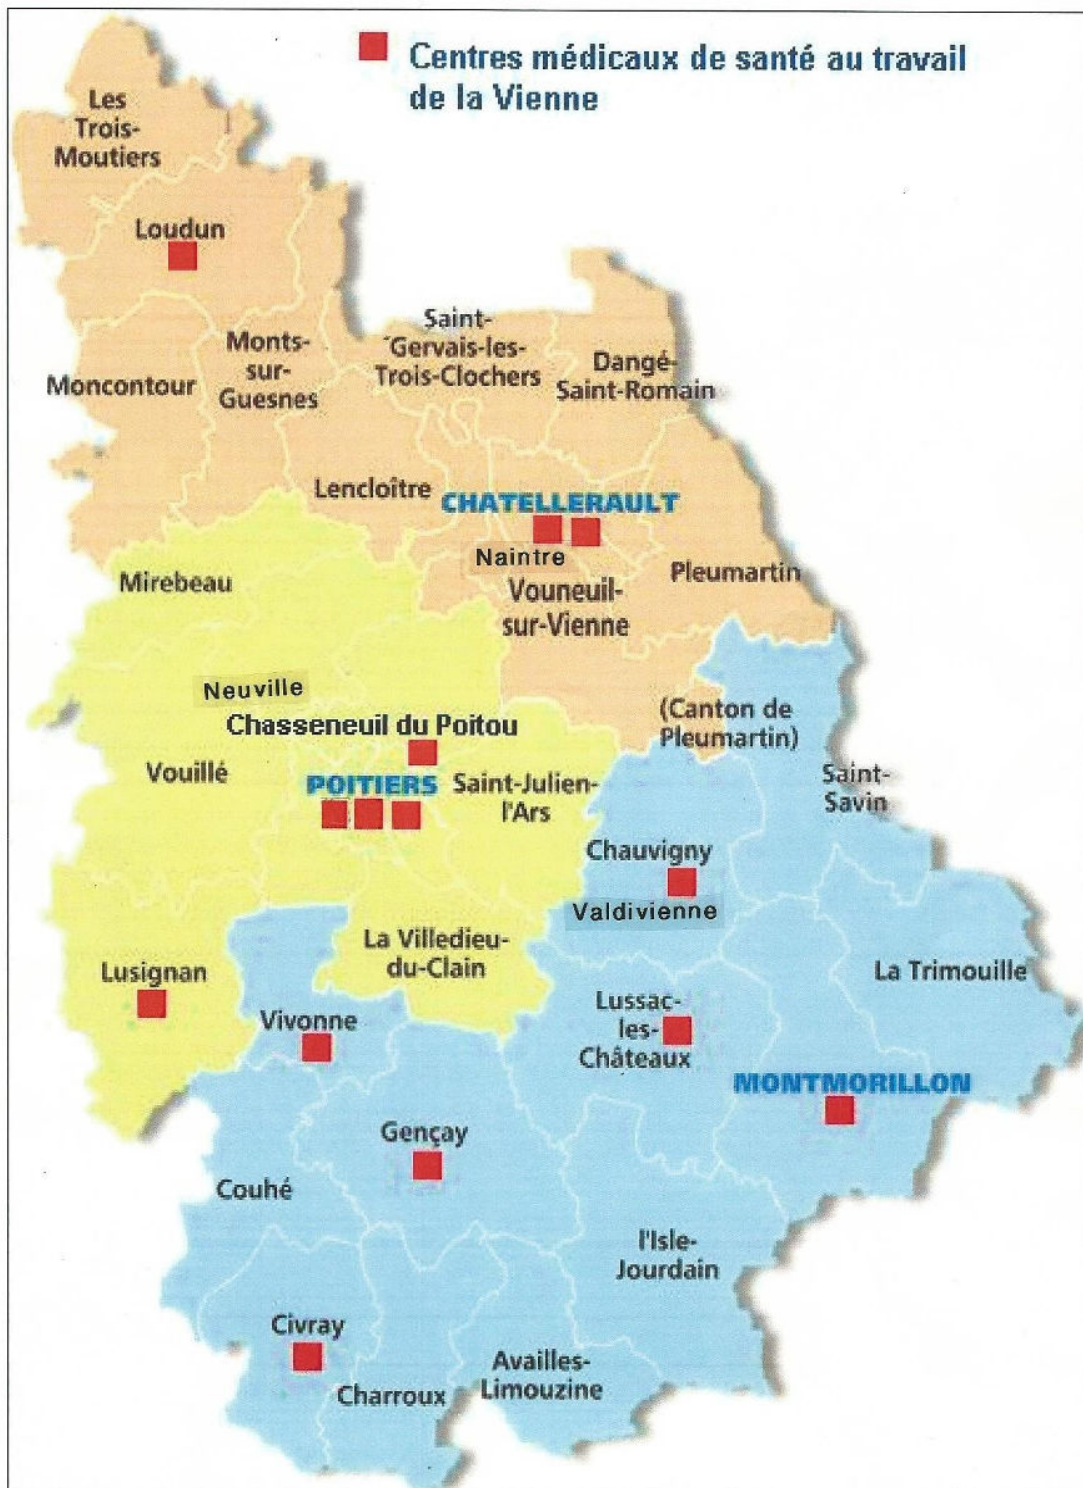 Centres médicaux de santé au travail
de la Vienne
Les
Trois-
Moutiers
Loudun
Moncontour
Monts-
sur-
Guesnes
Saint-
Gervais-les-
Trois-Clochers
Dangé-
Saint-Romain
Lencloître
CHATELLERAULT
Naintre
Vouneuil-
sur-Vienne
Pleumartin
Mirebeau
Neuville
Chasseneuil du Poitou
(Canton de
Pleumartin)
Vouillé
POITIERS
Saint-Julien-
l'Ars
Saint-
Savin
Chauvigny
Valdivienne
La Villedieu-
du-Clain
Lusignan
Vivonne
Lussac-
les-
Châteaux
La Trimouille
MONTMORILLON
Gençay
Couhé
l'Isle-
Jourdain
Civray
Charroux
Availles-
Limouzine